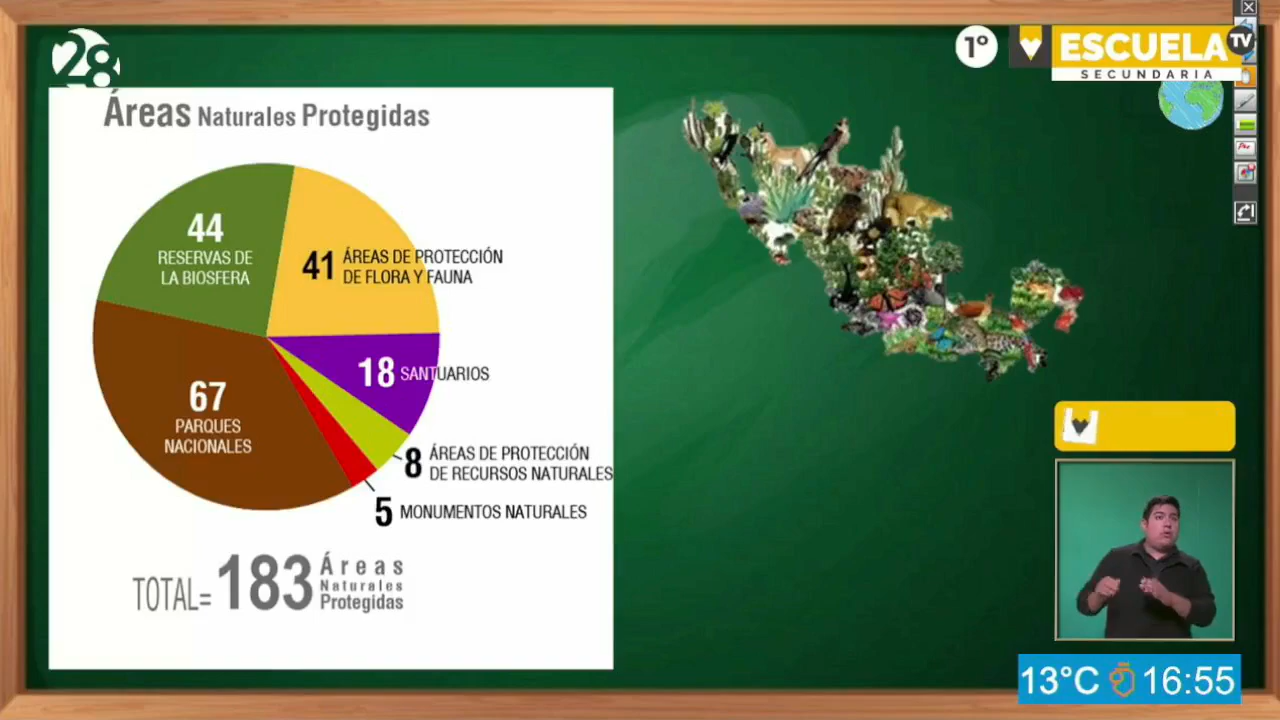 28
1°
ESCUELA TV
SECUNDARIA
Áreas Naturales Protegidas
44
RESERVAS DE
LA BIOSFERA
41 ÁREAS DE PROTECCIÓN
DE FLORA Y FAUNA
18 SANTUARIOS
67
PARQUES
NACIONALES
8 ÁREAS DE PROTECCIÓN
DE RECURSOS NATURALES
5 MONUMENTOS NATURALES
TOTAL= 183 Áreas
Naturales
Protegidas
13°C 16:55